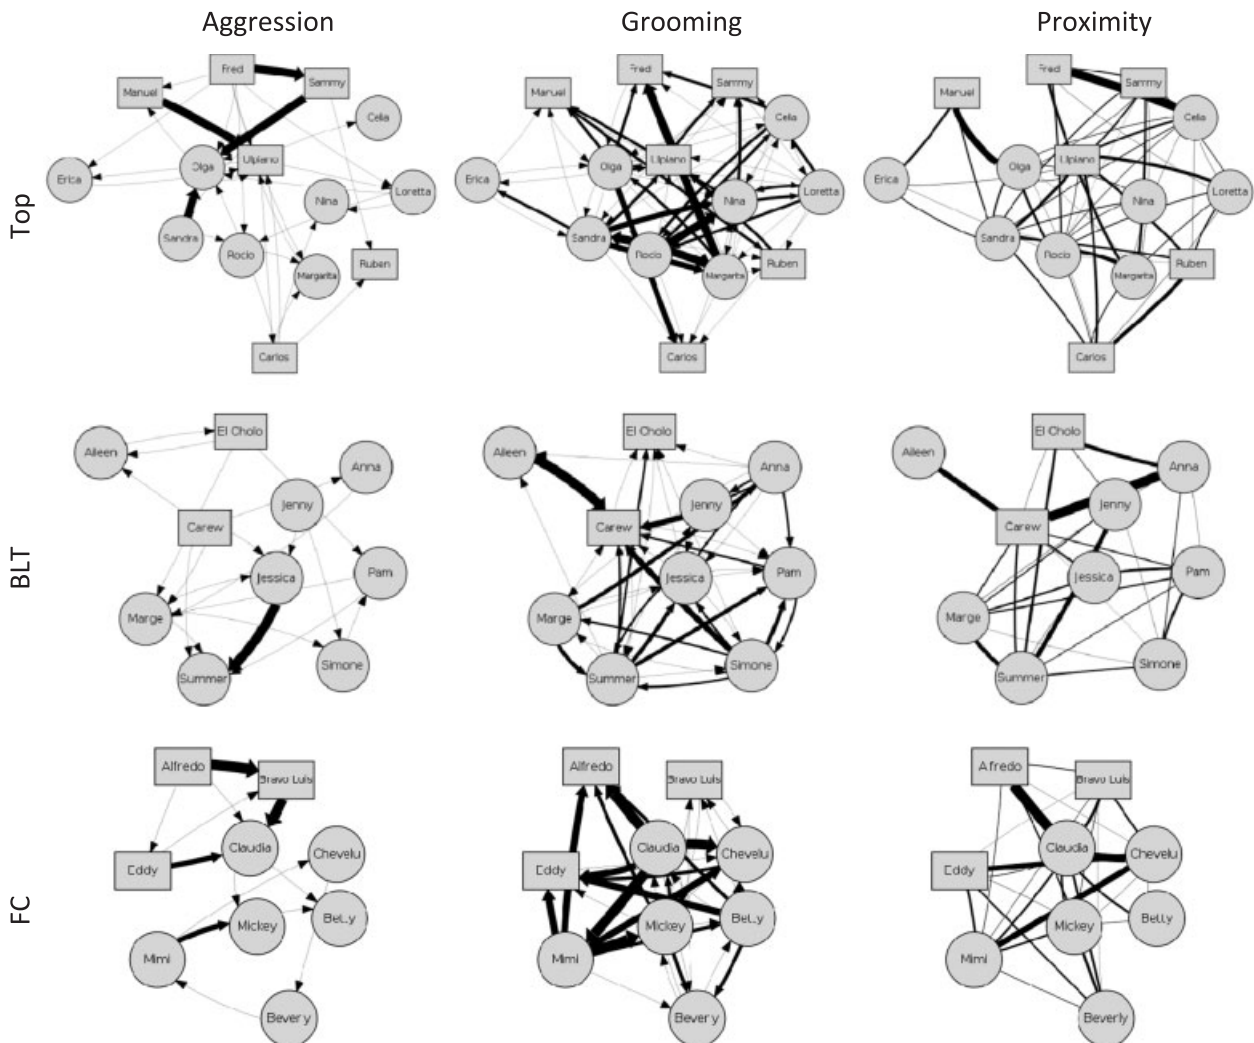 Aggression Grooming Proximity
Top
Fred
Sammy
Manuel
Celia
Olga
Ulpiano
Erica
Loretta
Nina
Sandra
Rocio
Ruben
Margarita
Carlos
Fred
Sammy
Manuel
Celia
Olga
Ulpiano
Erica
Loretta
Nina
Sandra
Rocio
Ruben
Margarita
Carlos
Fred
Sammy
Manuel
Celia
Olga
Ulpiano
Erica
Loretta
Nina
Sandra
Rocio
Ruben
Margarita
Carlos
BLT
El Cholo
Aileen
Anna
Jenny
Carew
Jessica
Pam
Marge
Simone
Summer
El Cholo
Aileen
Anna
Jenny
Carew
Jessica
Pam
Marge
Simone
Summer
El Cholo
Aileen
Anna
Jenny
Carew
Jessica
Pam
Marge
Simone
Summer
FC
Alfredo
Bravo Luis
Claudia
Chevelu
Eddy
Mickey
Betty
Mimi
Beverly
Alfredo
Bravo Luis
Claudia
Chevelu
Eddy
Mickey
Betty
Mimi
Beverly
Alfredo
Bravo Luis
Claudia
Chevelu
Eddy
Mickey
Betty
Mimi
Beverly